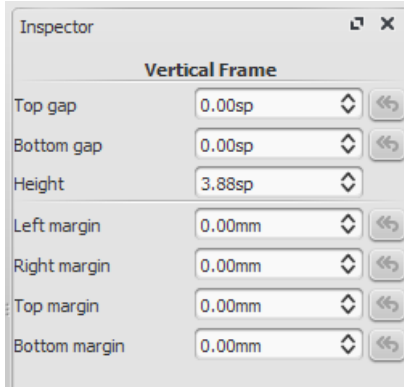 Inspector
Vertical Frame
Top gap 0.00sp
Bottom gap 0.00sp
Height 3.88sp
Left margin 0.00mm
Right margin 0.00mm
Top margin 0.00mm
Bottom margin 0.00mm